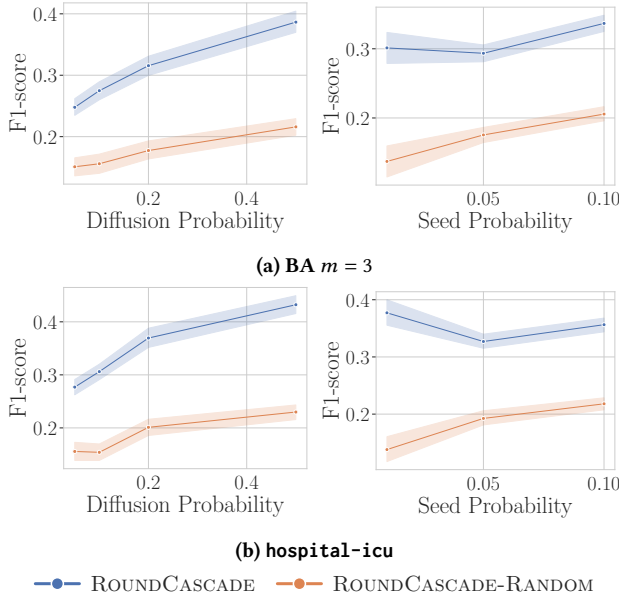 0.4
0.3
0.2
F1-score
0.2
0.4
Diffusion Probability
0.3
0.2
F1-score
0.05
0.10
Seed Probability
(a) BA m = 3
0.4
0.3
0.2
F1-score
0.2
0.4
Diffusion Probability
0.4
0.3
0.2
F1-score
0.05
0.10
Seed Probability
(b) hospital-icu
ROUNDCASCADE ROUNDCASCADE-RANDOM